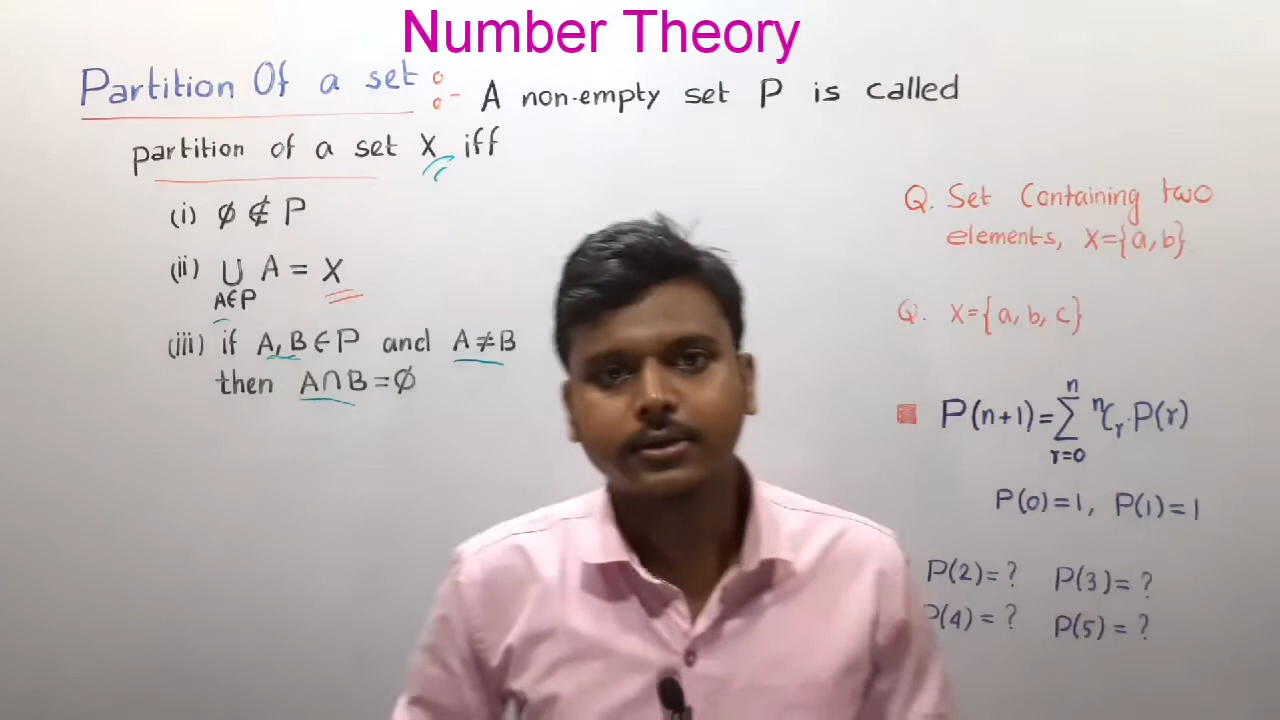 Number Theory
Partition Of a set :- A non-empty set P is called
partition of a set X iff
(i) φ ∉ P
(ii) ∪ A = X
A∈P
(iii) if A, B ∈ P and A ≠ B
then A∩B = φ
Q. Set Containing two
elements, X={a, b}
Q. X={a, b, c}
P(n+1) = ∑ⁿᵣ₌₀ ⁿCᵣ.P(r)
P(0)=1, P(1)=1
P(2)=? P(3)=?
P(4)=? P(5)=?